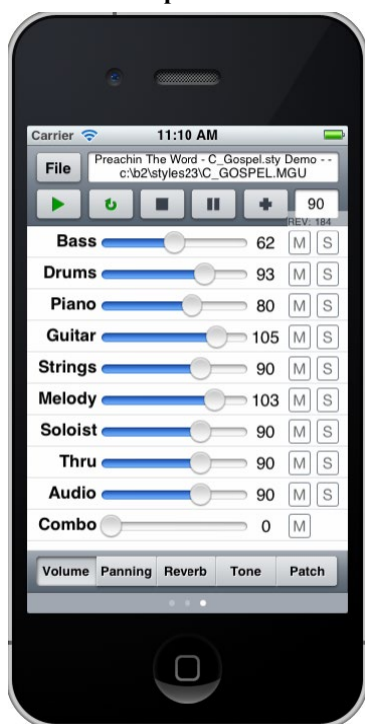 Carrier 11:10 AM
File Preachin The Word - C_Gospel.sty Demo - -
c:\b2\styles23\C_GOSPEL.MGU
90
REV: 184
Bass 62 M S
Drums 93 M S
Piano 80 M S
Guitar 105 M S
Strings 90 M S
Melody 103 M S
Soloist 90 M S
Thru 90 M S
Audio 90 M S
Combo 0 M
Volume Panning Reverb Tone Patch